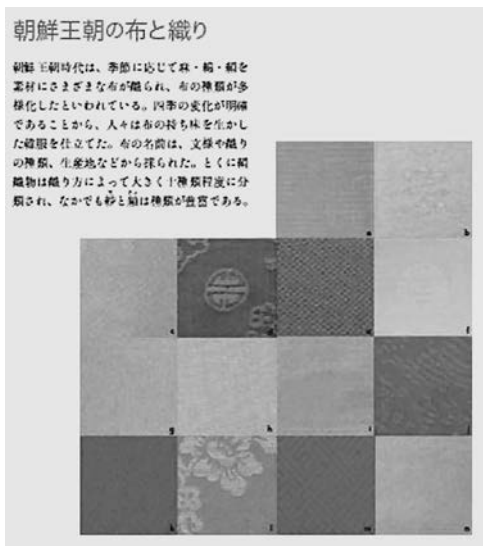 朝鮮王朝の布と織り
朝鮮王朝時代は、季節に応じて麻・綿・絹を
素材にさまざまな布が織られ、布の種類が多
様化したといわれている。四季の変化が明確
であることから、人々は布の持ち味を生かし
た韓服を仕立てた。布の名前は、文様や織り
の種類、生産地などから採られた。とくに絹
織物は織り方によって大きく十種類程度に分
類され、なかでも紗と緞は種類が豊富である。
a
b
c
d
e
f
g
h
i
j
k
l
m
n